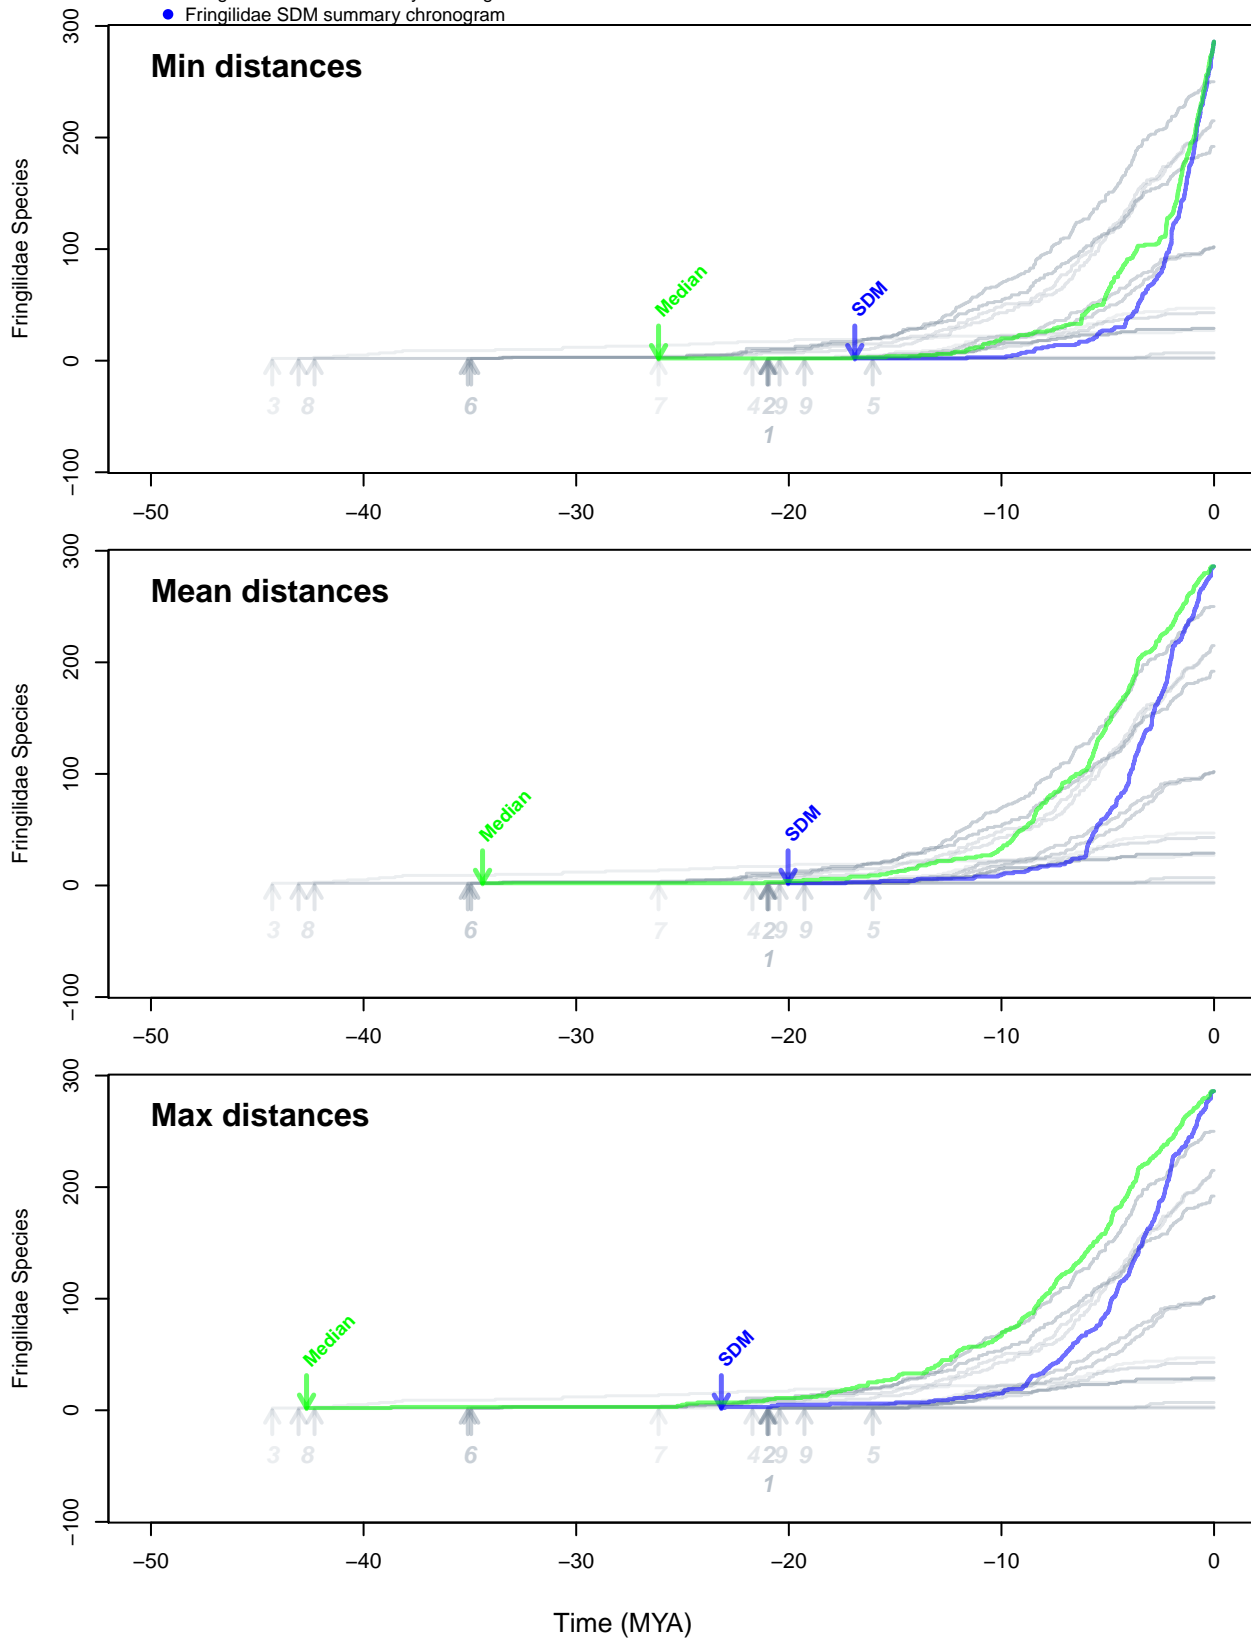 Fringilidae SDM summary chronogram
Min distances
Fringilidae Species
300
200
100
0
−100
Median
SDM
3 8 6 7 4 2 9 9 5
1
−50 −40 −30 −20 −10 0
Mean distances
Fringilidae Species
300
200
100
0
−100
Median
SDM
3 8 6 7 4 2 9 9 5
1
−50 −40 −30 −20 −10 0
Max distances
Fringilidae Species
300
200
100
0
−100
Median
SDM
3 8 6 7 4 2 9 9 5
1
−50 −40 −30 −20 −10 0
Time (MYA)